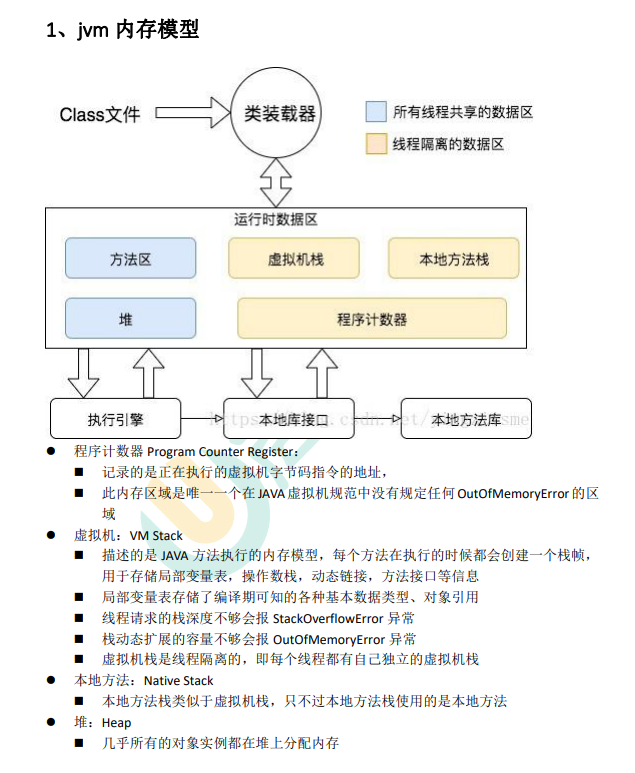 1、jvm 内存模型
Class文件
类装载器
所有线程共享的数据区
线程隔离的数据区
运行时数据区
方法区
虚拟机栈
本地方法栈
堆
程序计数器
执行引擎
本地库接口
本地方法库
● 程序计数器 Program Counter Register：
■ 记录的是正在执行的虚拟机字节码指令的地址，
■ 此内存区域是唯一一个在 JAVA 虚拟机规范中没有规定任何 OutOfMemoryError 的区
域
● 虚拟机：VM Stack
■ 描述的是 JAVA 方法执行的内存模型，每个方法在执行的时候都会创建一个栈帧，
用于存储局部变量表，操作数栈，动态链接，方法接口等信息
■ 局部变量表存储了编译期可知的各种基本数据类型、对象引用
■ 线程请求的栈深度不够会报 StackOverflowError 异常
■ 栈动态扩展的容量不够会报 OutOfMemoryError 异常
■ 虚拟机栈是线程隔离的，即每个线程都有自己独立的虚拟机栈
● 本地方法：Native Stack
■ 本地方法栈类似于虚拟机栈，只不过本地方法栈使用的是本地方法
● 堆：Heap
■ 几乎所有的对象实例都在堆上分配内存